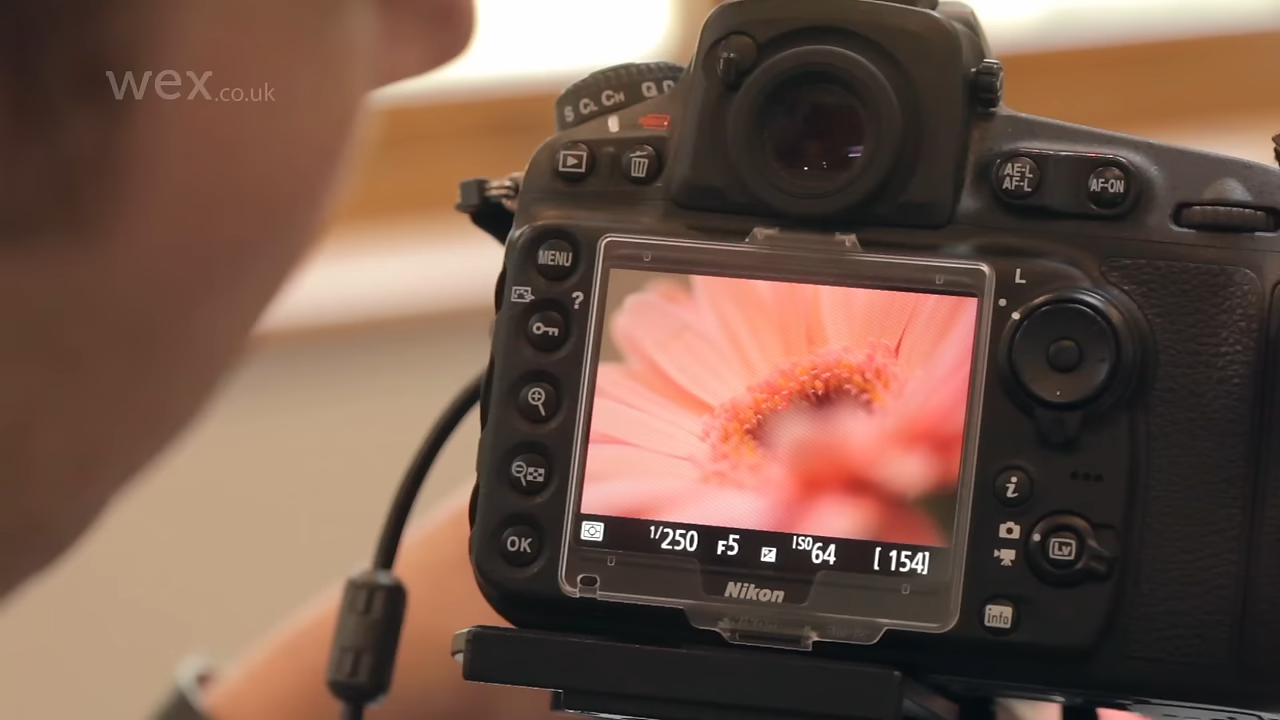 wex.co.uk
S CL CH Q
AE-L
AF-L
AF-ON
MENU
?
L
OK
i
Lv
info
1/250 F5 ISO64 [ 154]
Nikon